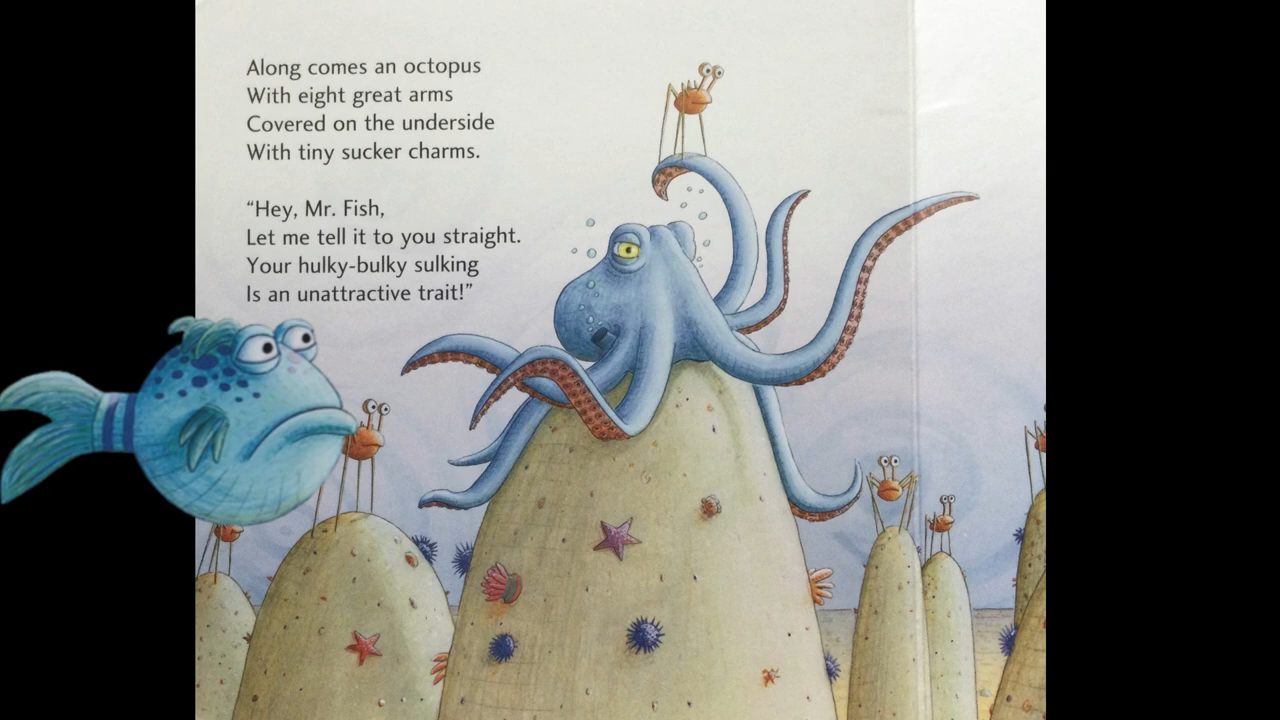 Along comes an octopus
With eight great arms
Covered on the underside
With tiny sucker charms.
“Hey, Mr. Fish,
Let me tell it to you straight.
Your hulky-bulky sulking
Is an unattractive trait!”